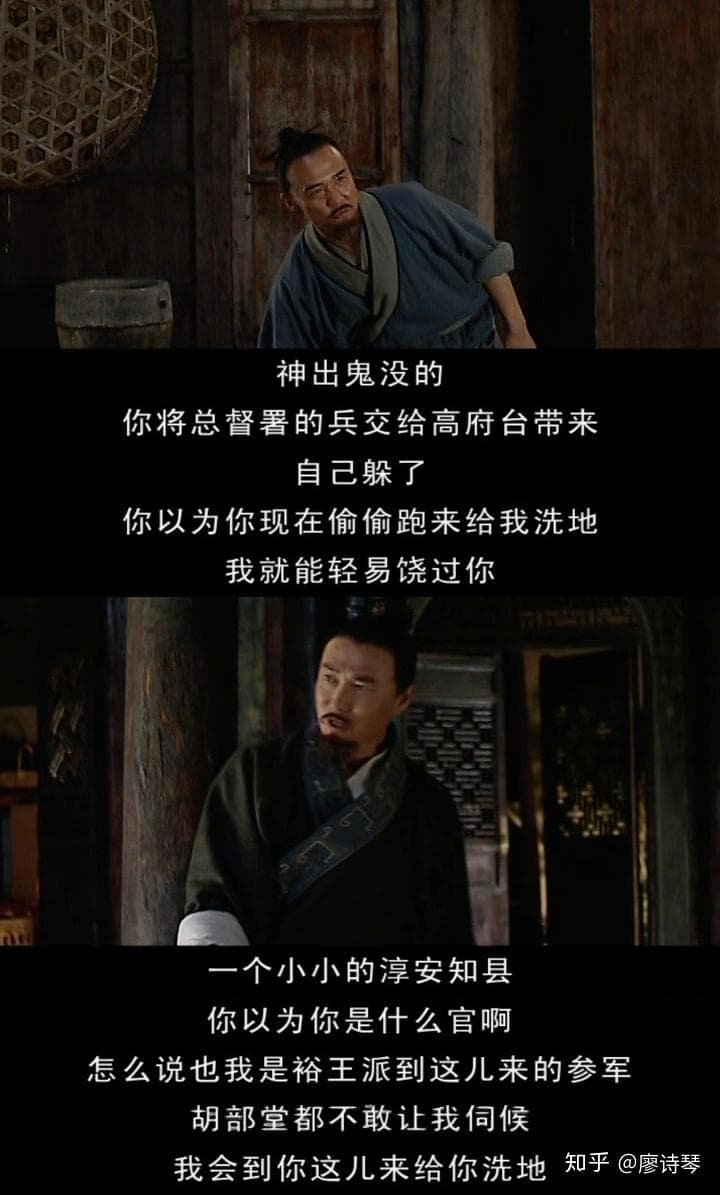 神出鬼没的
你将总督署的兵交给高府台带来
自己躲了
你以为你现在偷偷跑来给我洗地
我就能轻易饶过你
一个小小的淳安知县
你以为你是什么官啊
怎么说也我是裕王派到这儿来的参军
胡部堂都不敢让我伺候
我会到你这儿来给你洗地
知乎 @廖诗琴